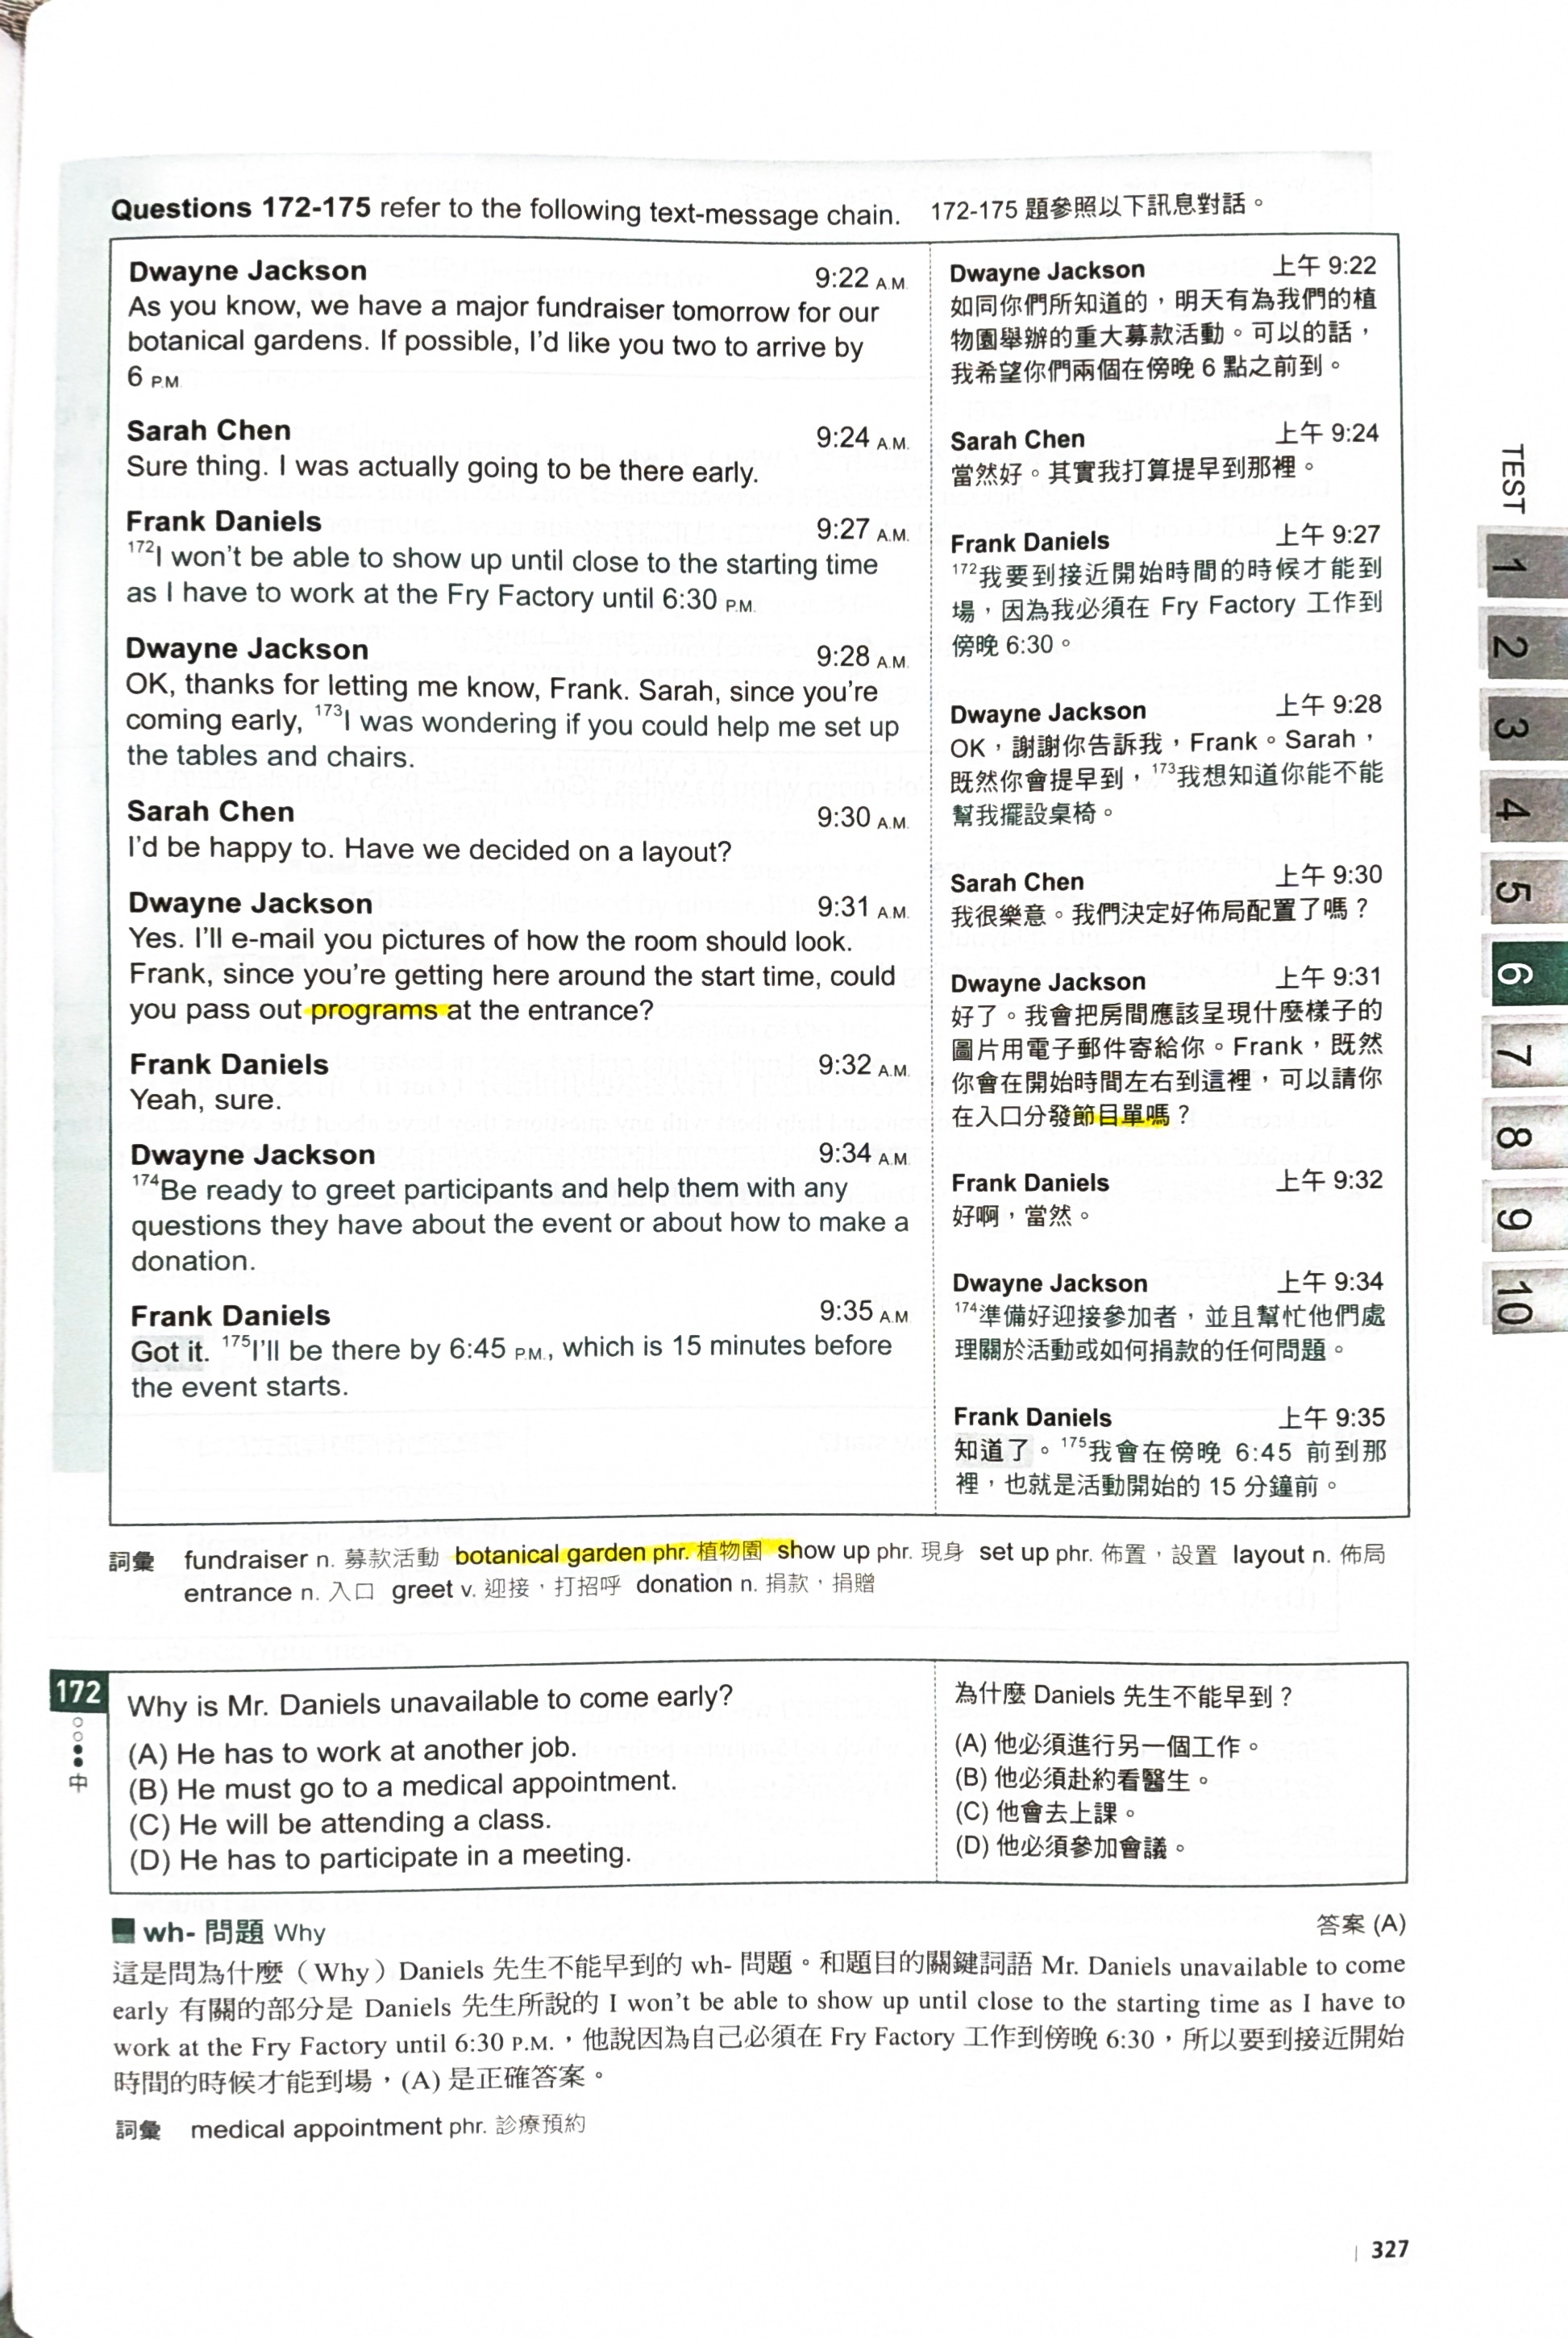 Questions 172-175 refer to the following text-message chain. 172-175 題參照以下訊息對話。
Dwayne Jackson 9:22 A.M.
As you know, we have a major fundraiser tomorrow for our
botanical gardens. If possible, I'd like you two to arrive by
6 P.M.
Sarah Chen 9:24 A.M.
Sure thing. I was actually going to be there early.
Frank Daniels 9:27 A.M.
172I won't be able to show up until close to the starting time
as I have to work at the Fry Factory until 6:30 P.M.
Dwayne Jackson 9:28 A.M.
OK, thanks for letting me know, Frank. Sarah, since you're
coming early, 173I was wondering if you could help me set up
the tables and chairs.
Sarah Chen 9:30 A.M.
I'd be happy to. Have we decided on a layout?
Dwayne Jackson 9:31 A.M.
Yes. I'll e-mail you pictures of how the room should look.
Frank, since you're getting here around the start time, could
you pass out programs at the entrance?
Frank Daniels 9:32 A.M.
Yeah, sure.
Dwayne Jackson 9:34 A.M.
174Be ready to greet participants and help them with any
questions they have about the event or about how to make a
donation.
Frank Daniels 9:35 A.M.
Got it. 175I'll be there by 6:45 P.M., which is 15 minutes before
the event starts.
Dwayne Jackson 上午 9:22
如同你們所知道的，明天有為我們的植
物園舉辦的重大募款活動。可以的話，
我希望你們兩個在傍晚 6 點之前到。
Sarah Chen 上午 9:24
當然好。其實我打算提早到那裡。
Frank Daniels 上午 9:27
172我要到接近開始時間的時候才能到
場，因為我必須在 Fry Factory 工作到
傍晚 6:30。
Dwayne Jackson 上午 9:28
OK，謝謝你告訴我，Frank。Sarah，
既然你會提早到，173我想知道你能不能
幫我擺設桌椅。
Sarah Chen 上午 9:30
我很樂意。我們決定好佈局配置了嗎？
Dwayne Jackson 上午 9:31
好了。我會把房間應該呈現什麼樣子的
圖片用電子郵件寄給你。Frank，既然
你會在開始時間左右到這裡，可以請你
在入口分發節目單嗎？
Frank Daniels 上午 9:32
好啊，當然。
Dwayne Jackson 上午 9:34
174準備好迎接參加者，並且幫忙他們處
理關於活動或如何捐款的任何問題。
Frank Daniels 上午 9:35
知道了。175我會在傍晚 6:45 前到那
裡，也就是活動開始的 15 分鐘前。
詞彙 fundraiser n. 募款活動 botanical garden phr. 植物園 show up phr. 現身 set up phr. 佈置，設置 layout n. 佈局
entrance n. 入口 greet v. 迎接，打招呼 donation n. 捐款，捐贈
172
中
Why is Mr. Daniels unavailable to come early?
(A) He has to work at another job.
(B) He must go to a medical appointment.
(C) He will be attending a class.
(D) He has to participate in a meeting.
為什麼 Daniels 先生不能早到？
(A) 他必須進行另一個工作。
(B) 他必須赴約看醫生。
(C) 他會去上課。
(D) 他必須參加會議。
wh- 問題 Why 答案 (A)
這是問為什麼（Why）Daniels 先生不能早到的 wh- 問題。和題目的關鍵詞語 Mr. Daniels unavailable to come
early 有關的部分是 Daniels 先生所說的 I won't be able to show up until close to the starting time as I have to
work at the Fry Factory until 6:30 P.M.，他說因為自己必須在 Fry Factory 工作到傍晚 6:30，所以要到接近開始
時間的時候才能到場，(A) 是正確答案。
詞彙 medical appointment phr. 診療預約
TEST
1
2
3
4
5
6
7
8
9
10
327